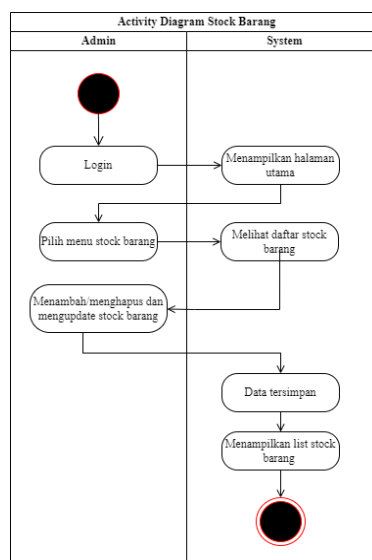 Activity Diagram Stock Barang
Admin
System
Login
Menampilkan halaman
utama
Pilih menu stock barang
Melihat daftar stock
barang
Menambah/menghapus dan
mengupdate stock barang
Data tersimpan
Menampilkan list stock
barang